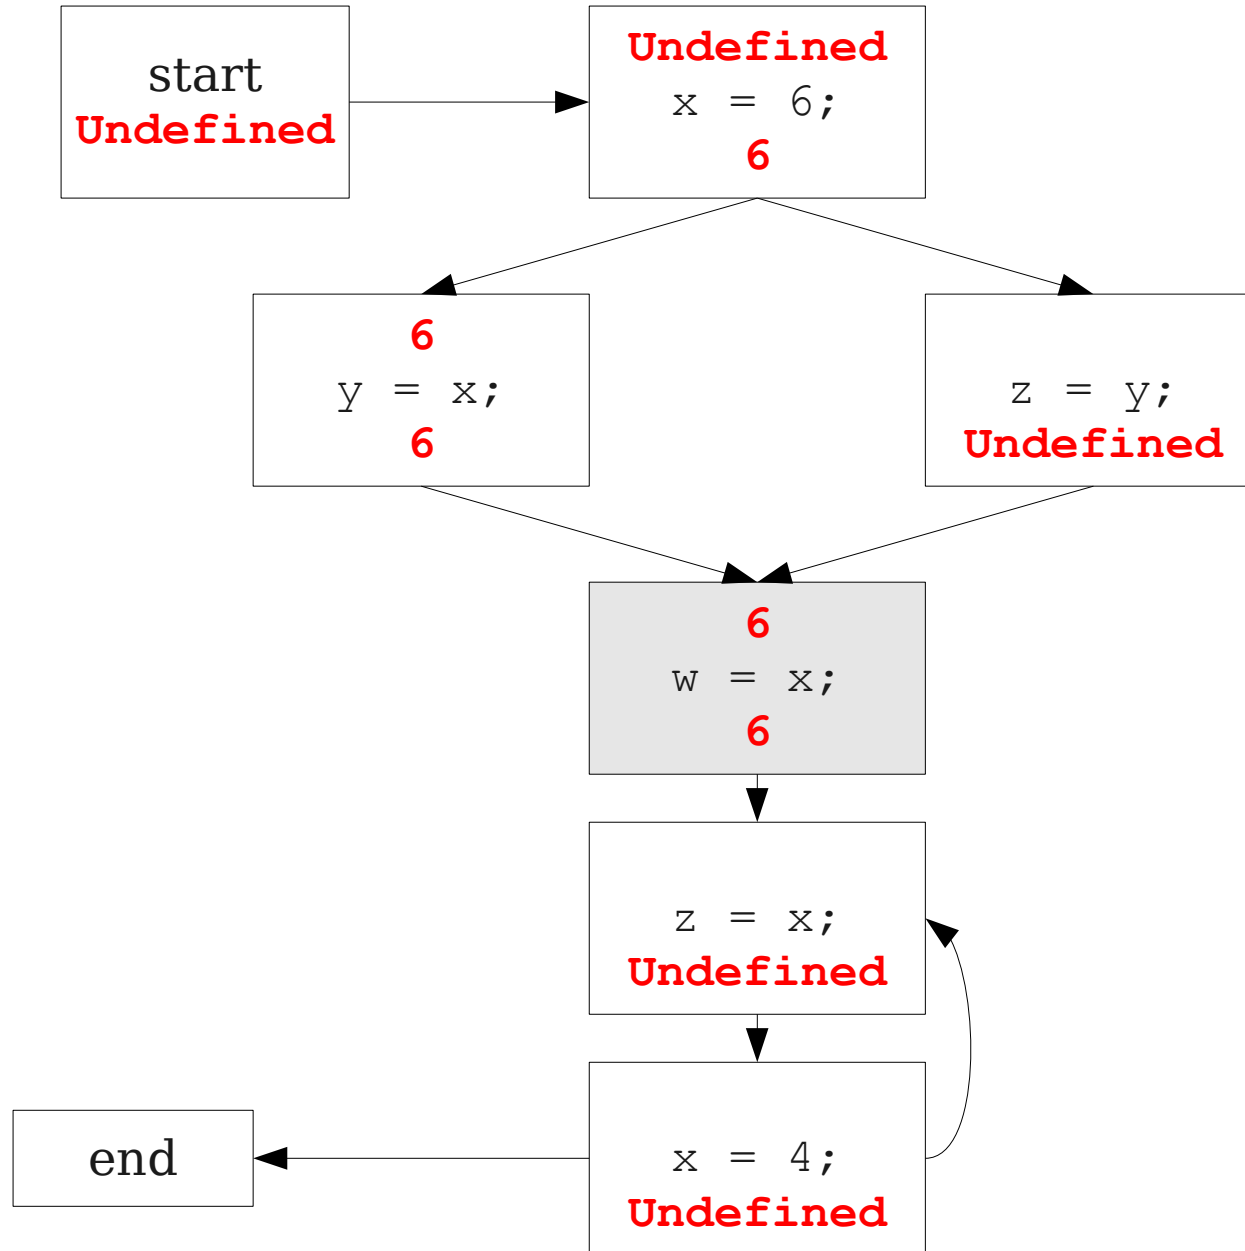 start
Undefined
Undefined
x = 6;
6
6
y = x;
6
z = y;
Undefined
6
w = x;
6
z = x;
Undefined
end
x = 4;
Undefined